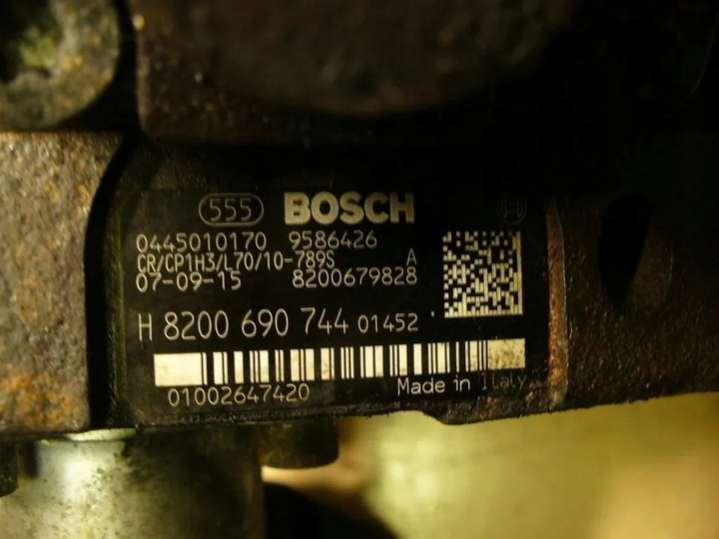 555 BOSCH
0445010170 9586426
CR/CP1H3/L70/10-789S A
07-09-15 8200679828
H 8200 690 744 01452
01002647420 Made in Italy